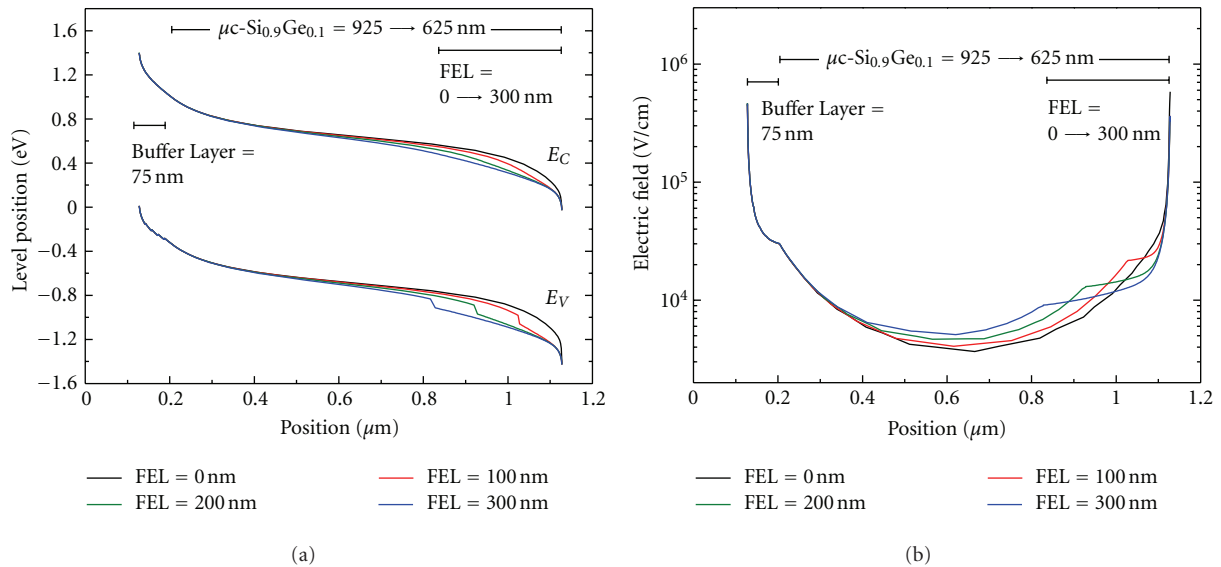 μc-Si0.9Ge0.1 = 925 → 625 nm
FEL =
0 → 300 nm
Buffer Layer =
75 nm
EC
EV
Level position (eV)
1.6
1.2
0.8
0.4
0
−0.4
−0.8
−1.2
−1.6
0
0.2
0.4
0.6
0.8
1
1.2
Position (μm)
FEL = 0 nm
FEL = 100 nm
FEL = 200 nm
FEL = 300 nm
(a)
μc-Si0.9Ge0.1 = 925 → 625 nm
Buffer Layer =
75 nm
FEL =
0 → 300 nm
Electric field (V/cm)
10^6
10^5
10^4
0
0.2
0.4
0.6
0.8
1
1.2
Position (μm)
FEL = 0 nm
FEL = 100 nm
FEL = 200 nm
FEL = 300 nm
(b)